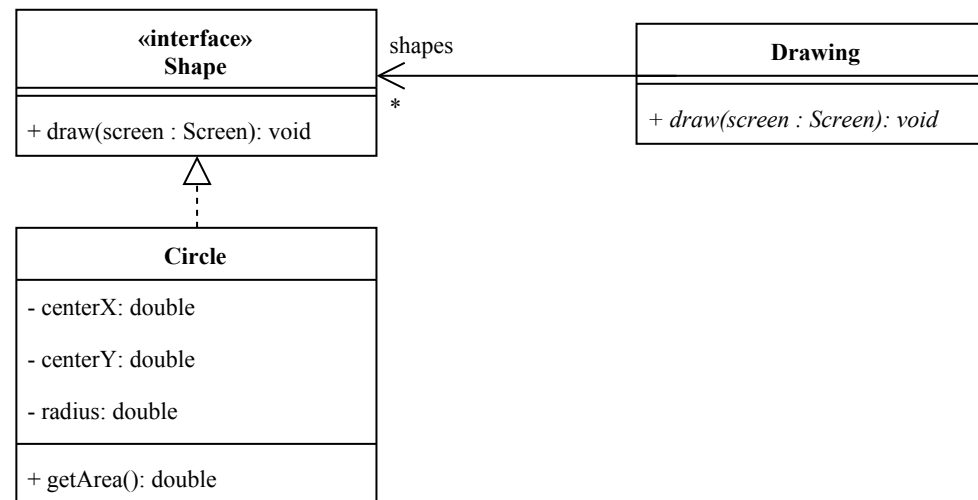 «interface»
Shape
+ draw(screen : Screen): void
shapes
*
Drawing
+ draw(screen : Screen): void
Circle
- centerX: double
- centerY: double
- radius: double
+ getArea(): double